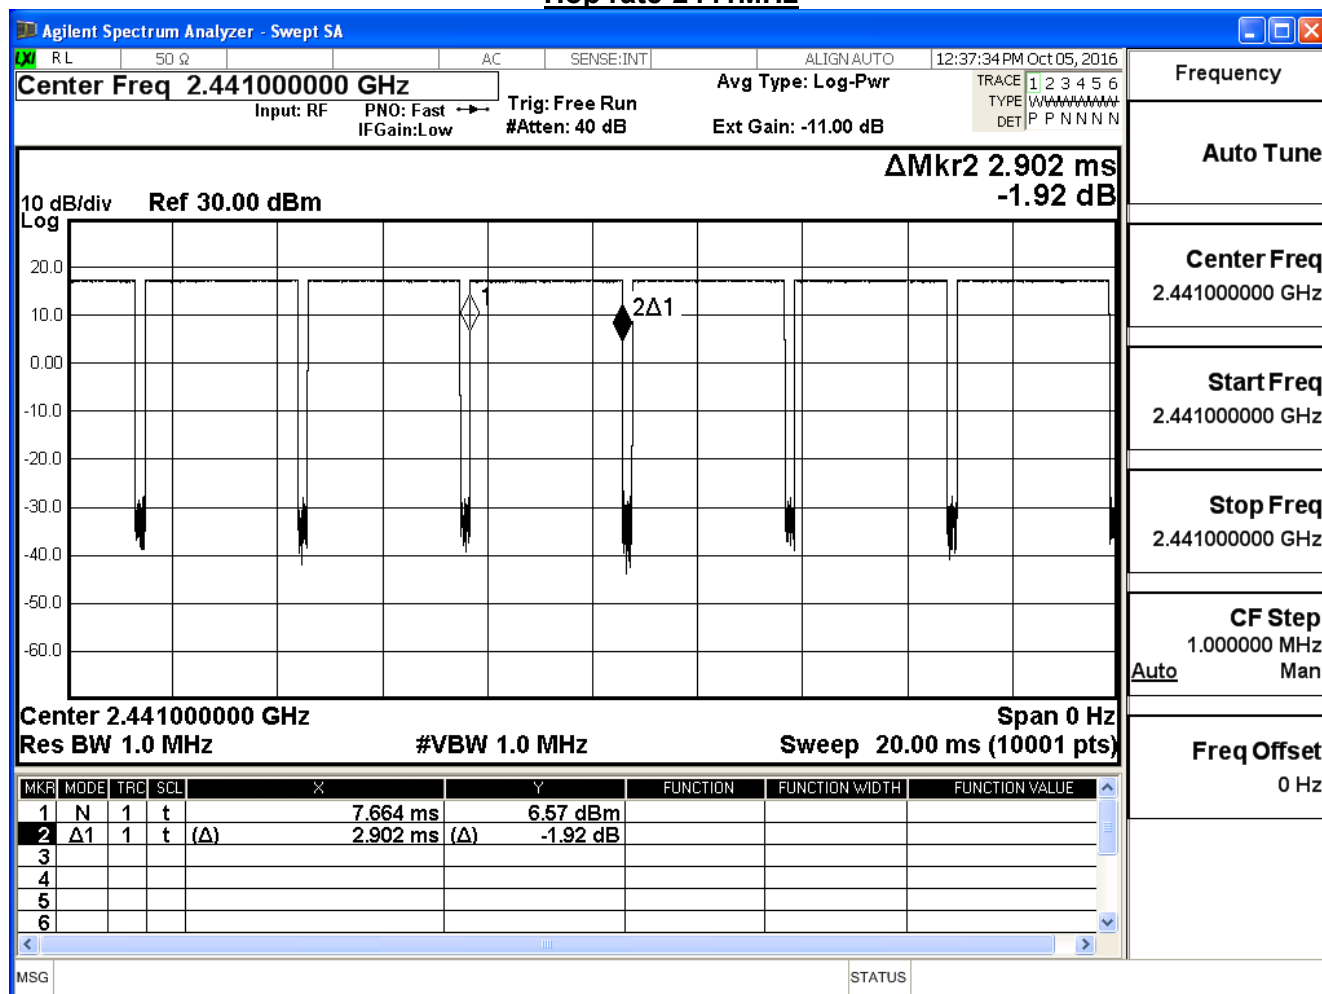 Hop rate 2441MHz
Agilent Spectrum Analyzer - Swept SA
LXI RL 50 Ω AC SENSE:INT ALIGN AUTO 12:37:34 PM Oct 05, 2016
Center Freq 2.441000000 GHz
Input: RF PNO: Fast
IFGain:Low
Trig: Free Run
#Atten: 40 dB
Avg Type: Log-Pwr
Ext Gain: -11.00 dB
TRACE 1 2 3 4 5 6
TYPE
DET P P N N N N
ΔMkr2 2.902 ms
-1.92 dB
10 dB/div Ref 30.00 dBm
Log
20.0
10.0
0.00
-10.0
-20.0
-30.0
-40.0
-50.0
-60.0
1
2Δ1
Center 2.441000000 GHz Span 0 Hz
Res BW 1.0 MHz #VBW 1.0 MHz Sweep 20.00 ms (10001 pts)
MKR MODE TRC SCL X Y FUNCTION FUNCTION WIDTH FUNCTION VALUE
1 N 1 t 7.664 ms 6.57 dBm
2 Δ1 1 t (Δ) 2.902 ms (Δ) -1.92 dB
3
4
5
6
MSG STATUS
Frequency
Auto Tune
Center Freq
2.441000000 GHz
Start Freq
2.441000000 GHz
Stop Freq
2.441000000 GHz
CF Step
1.000000 MHz
Auto Man
Freq Offset
0 Hz